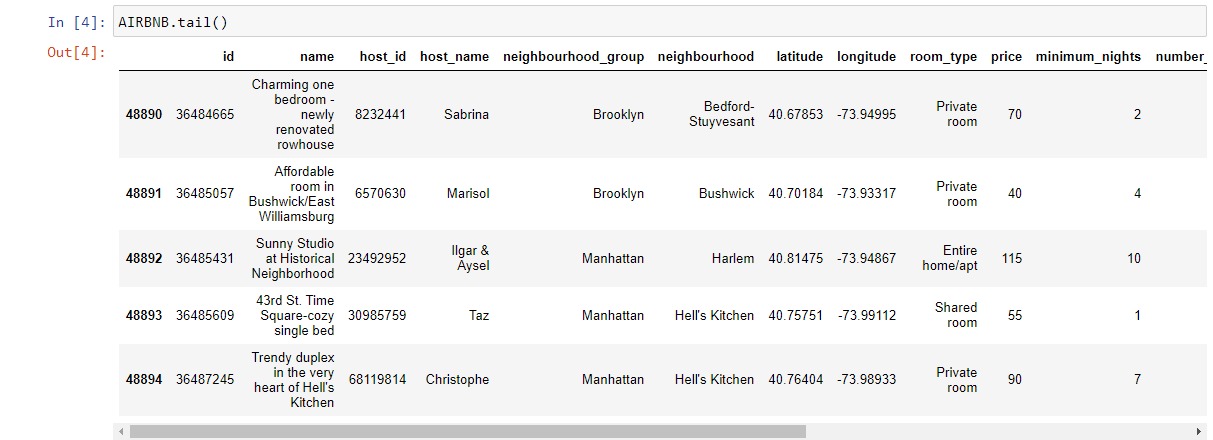 In [4]: AIRBNB.tail()
Out[4]:
id name host_id host_name neighbourhood_group neighbourhood latitude longitude room_type price minimum_nights number_
48890 36484665 Charming one bedroom - newly renovated rowhouse 8232441 Sabrina Brooklyn Bedford-Stuyvesant 40.67853 -73.94995 Private room 70 2
48891 36485057 Affordable room in Bushwick/East Williamsburg 6570630 Marisol Brooklyn Bushwick 40.70184 -73.93317 Private room 40 4
48892 36485431 Sunny Studio at Historical Neighborhood 23492952 Ilgar & Aysel Manhattan Harlem 40.81475 -73.94867 Entire home/apt 115 10
48893 36485609 43rd St. Time Square-cozy single bed 30985759 Taz Manhattan Hell's Kitchen 40.75751 -73.99112 Shared room 55 1
48894 36487245 Trendy duplex in the very heart of Hell's Kitchen 68119814 Christophe Manhattan Hell's Kitchen 40.76404 -73.98933 Private room 90 7